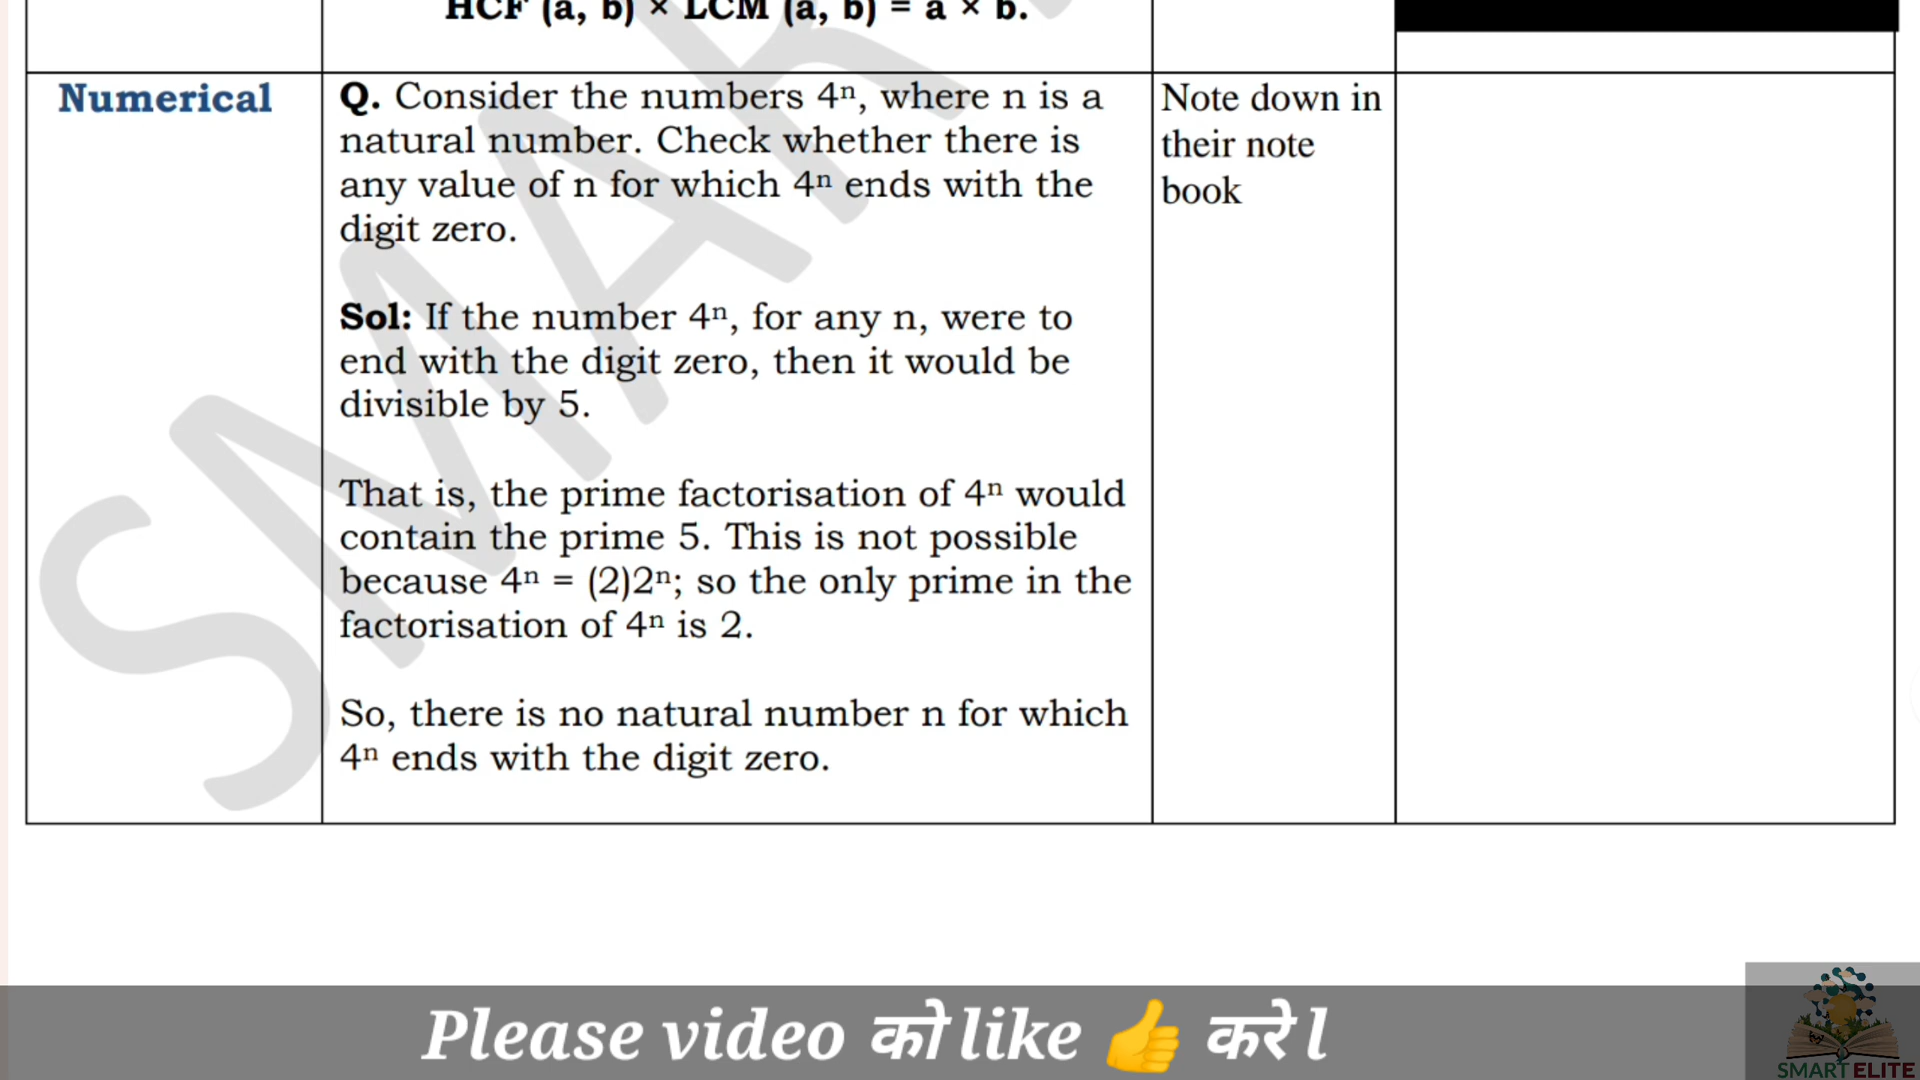 HCF (a, b) × LCM (a, b) = a × b.
Numerical
Q. Consider the numbers 4ⁿ, where n is a
natural number. Check whether there is
any value of n for which 4ⁿ ends with the
digit zero.
Sol: If the number 4ⁿ, for any n, were to
end with the digit zero, then it would be
divisible by 5.
That is, the prime factorisation of 4ⁿ would
contain the prime 5. This is not possible
because 4ⁿ = (2)2ⁿ; so the only prime in the
factorisation of 4ⁿ is 2.
So, there is no natural number n for which
4ⁿ ends with the digit zero.
Note down in
their note
book
SMAR
Please video को like 👍 करे l
SMART ELITE